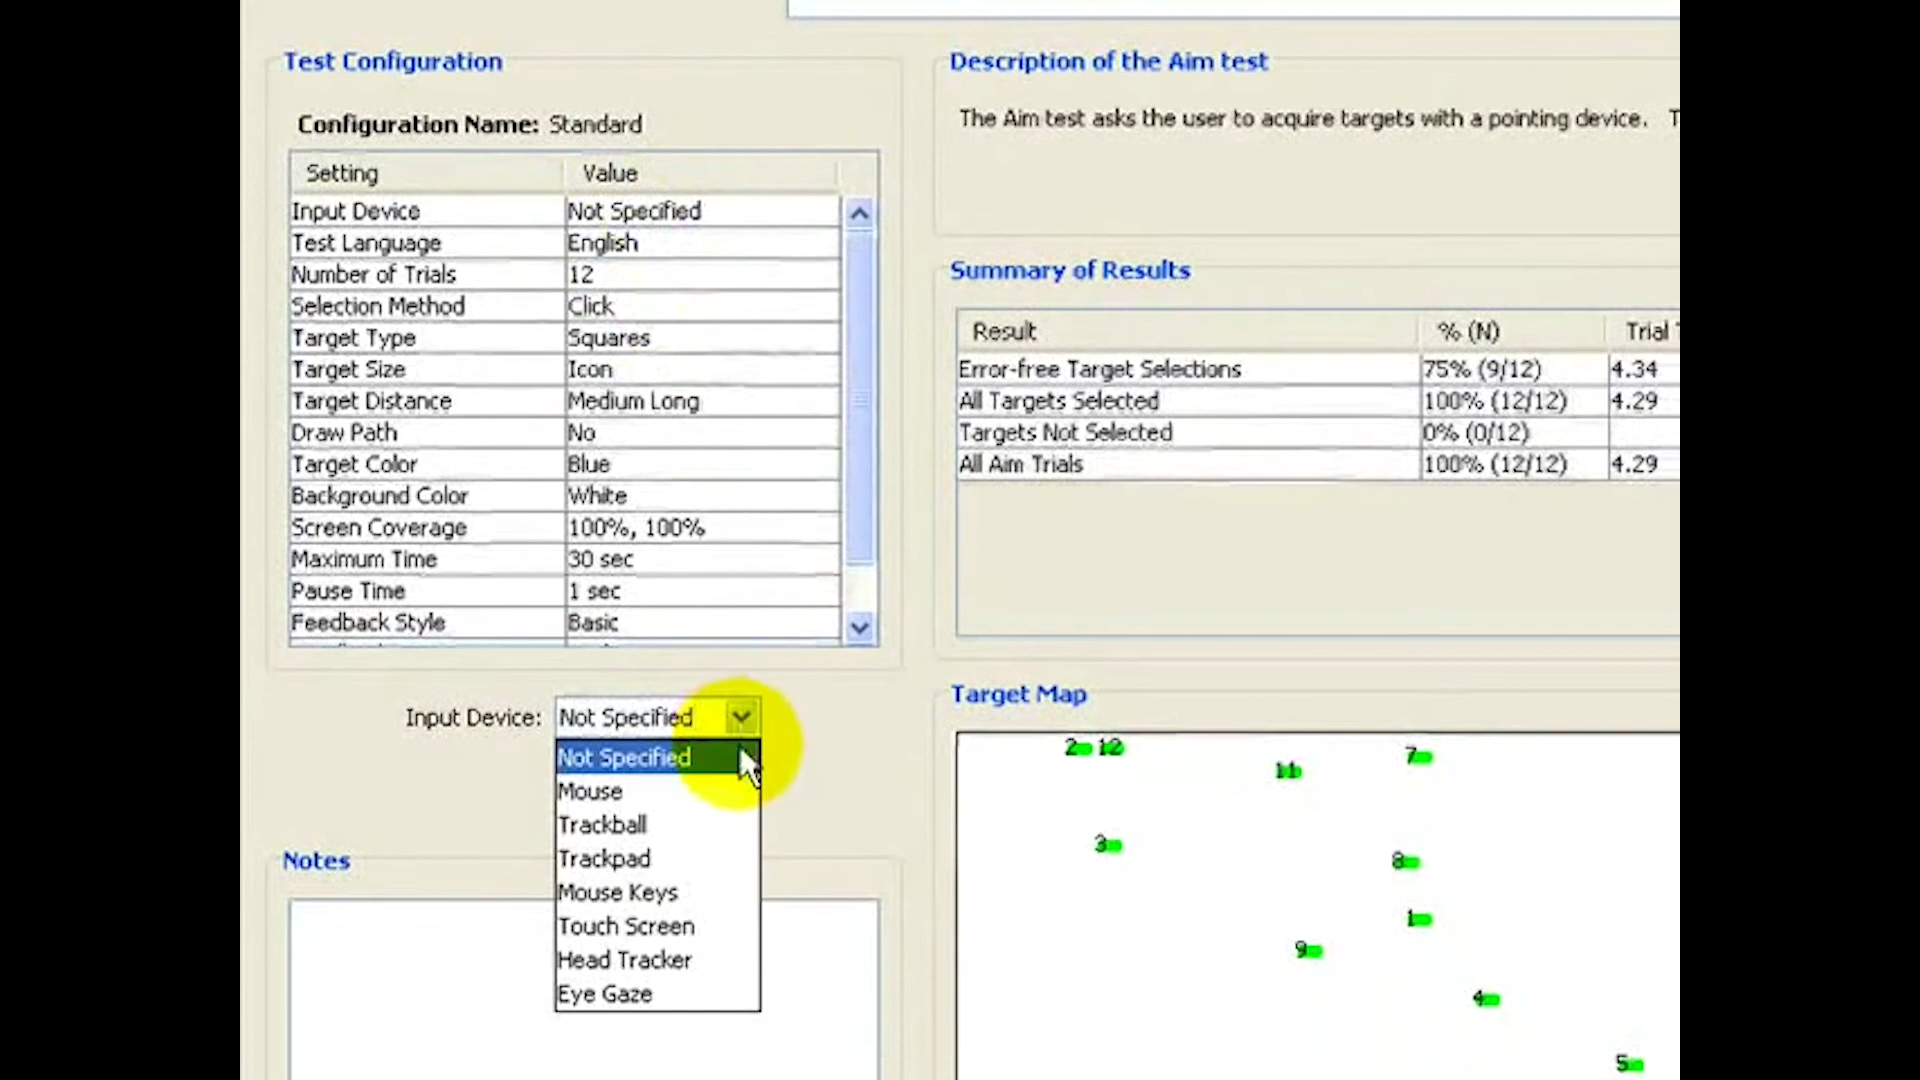 Test Configuration
Configuration Name: Standard
Setting Value
Input Device Not Specified
Test Language English
Number of Trials 12
Selection Method Click
Target Type Squares
Target Size Icon
Target Distance Medium Long
Draw Path No
Target Color Blue
Background Color White
Screen Coverage 100%, 100%
Maximum Time 30 sec
Pause Time 1 sec
Feedback Style Basic
Input Device: Not Specified
Not Specified
Mouse
Trackball
Trackpad
Mouse Keys
Touch Screen
Head Tracker
Eye Gaze
Notes
Description of the Aim test
The Aim test asks the user to acquire targets with a pointing device. T
Summary of Results
Result % (N) Trial T
Error-free Target Selections 75% (9/12) 4.34
All Targets Selected 100% (12/12) 4.29
Targets Not Selected 0% (0/12)
All Aim Trials 100% (12/12) 4.29
Target Map
2 12
7
11
3
8
1
9
4
5